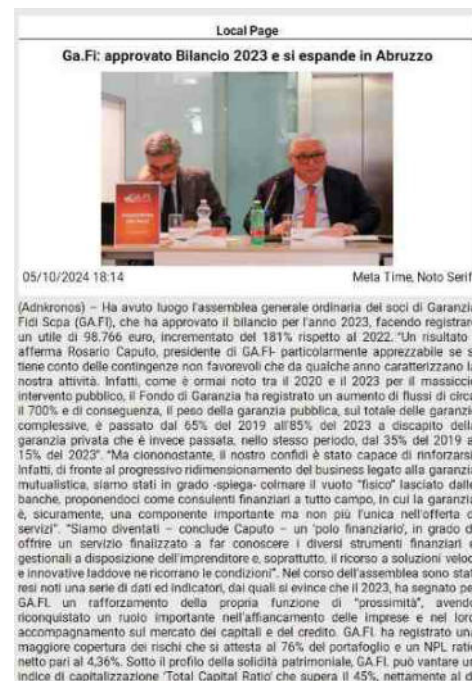 Local Page
Ga.Fi: approvato Bilancio 2023 e si espande in Abruzzo
GA.FI.
05/10/2024 18:14
Meta Time, Noto Serif
(Adnkronos) – Ha avuto luogo l'assemblea generale ordinaria dei soci di Garanzia
Fidi Scpa (GA.FI), che ha approvato il bilancio per l'anno 2023, facendo registrare
un utile di 98.766 euro, incrementato del 181% rispetto al 2022. "Un risultato
afferma Rosario Caputo, presidente di GA.FI- particolarmente apprezzabile se si
tiene conto delle contingenze non favorevoli che da qualche anno caratterizzano la
nostra attività. Infatti, come è ormai noto tra il 2020 e il 2023 per il massiccio
intervento pubblico, il Fondo di Garanzia ha registrato un aumento di flussi di circa
il 700% e di conseguenza, il peso della garanzia pubblica, sul totale delle garanzie
complessive, è passato dal 65% del 2019 all'85% del 2023 a discapito della
garanzia privata che è invece passata, nello stesso periodo, dal 35% del 2019 al
15% del 2023". "Ma ciononostante, il nostro confidi è stato capace di rinforzarsi.
Infatti, di fronte al progressivo ridimensionamento del business legato alla garanzia
mutualistica, siamo stati in grado -spiega- colmare il vuoto "fisico" lasciato dalle
banche, proponendoci come consulenti finanziari a tutto campo, in cui la garanzia
è, sicuramente, una componente importante ma non più l'unica nell'offerta di
servizi". "Siamo diventati – conclude Caputo – un 'polo finanziario', in grado di
offrire un servizio finalizzato a far conoscere i diversi strumenti finanziari e
gestionali a disposizione dell'imprenditore e, soprattutto, il ricorso a soluzioni veloci
e innovative laddove ne ricorrano le condizioni". Nel corso dell'assemblea sono stati
resi noti una serie di dati ed indicatori, dai quali si evince che il 2023, ha segnato per
GA.FI. un rafforzamento della propria funzione di "prossimità", avendo
riconquistato un ruolo importante nell'affiancamento delle imprese e nel loro
accompagnamento sul mercato dei capitali e del credito. GA.FI. ha registrato una
maggiore copertura dei rischi che si attesta al 76% del portafoglio e un NPL ratio
netto pari al 4,36%. Sotto il profilo della solidità patrimoniale, GA.FI. può vantare un
indice di capitalizzazione 'Total Capital Ratio' che supera il 45%, nettamente al di